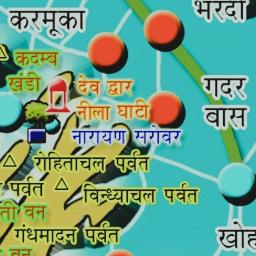 करमूका
भरदा
कदम्ब
खंडी
देव द्वार
नीला घाटी
गदर
वास
नारायण सरोवर
रोहिताचल पर्वत
पर्वत
विन्ध्याचल पर्वत
ती वन
गंधमादन पर्वत
वन